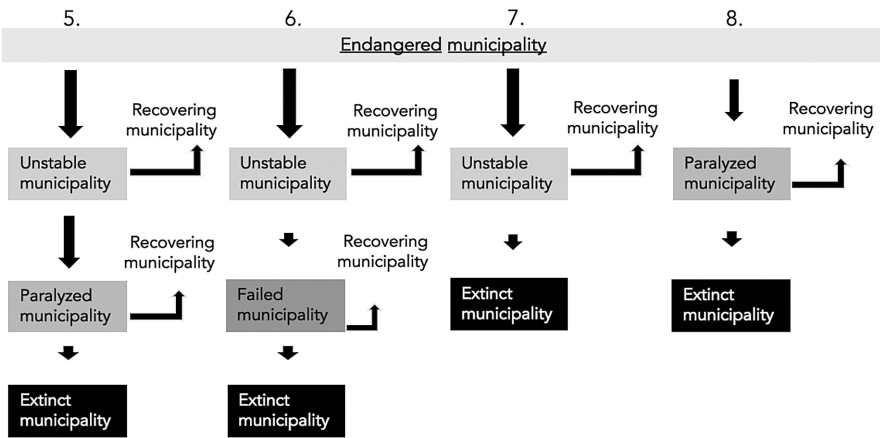 5. 6. 7. 8.
Endangered municipality
Recovering
municipality
Recovering
municipality
Recovering
municipality
Recovering
municipality
Unstable
municipality
Unstable
municipality
Unstable
municipality
Paralyzed
municipality
Recovering
municipality
Recovering
municipality
Paralyzed
municipality
Failed
municipality
Extinct
municipality
Extinct
municipality
Extinct
municipality
Extinct
municipality